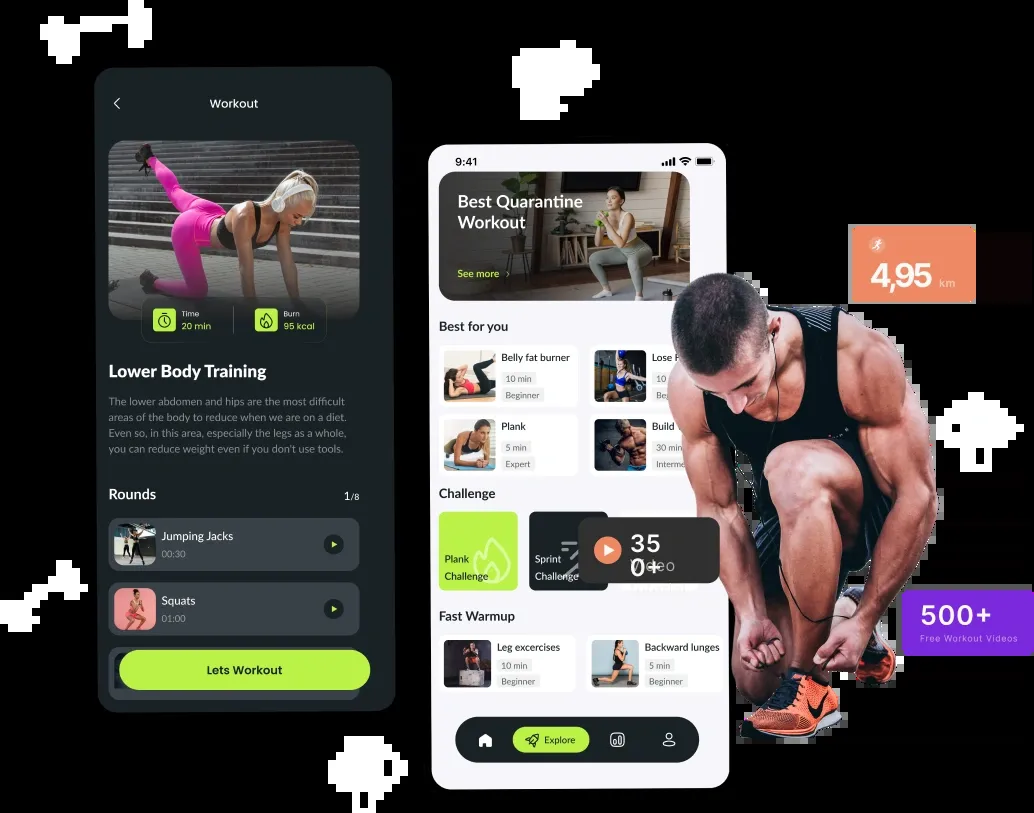 Workout
Time
20 min
Burn
95 kcal
Lower Body Training
The lower abdomen and hips are the most difficult
areas of the body to reduce when we are on a diet.
Even so, in this area, especially the legs as a whole,
you can reduce weight even if you don't use tools.
Rounds
1/8
Jumping Jacks
00:30
Squats
01:00
Lets Workout
9:41
Best Quarantine
Workout
See more
Best for you
Belly fat burner
10 min
Beginner
Lose F
10
Beg
Plank
5 min
Expert
Build
30 min
Interme
Challenge
Plank
Challenge
Sprint
Challenge
35
0+
Video
Fast Warmup
Leg excercises
10 min
Beginner
Backward lunges
5 min
Beginner
Explore
4,95 km
500+
Free Workout Videos